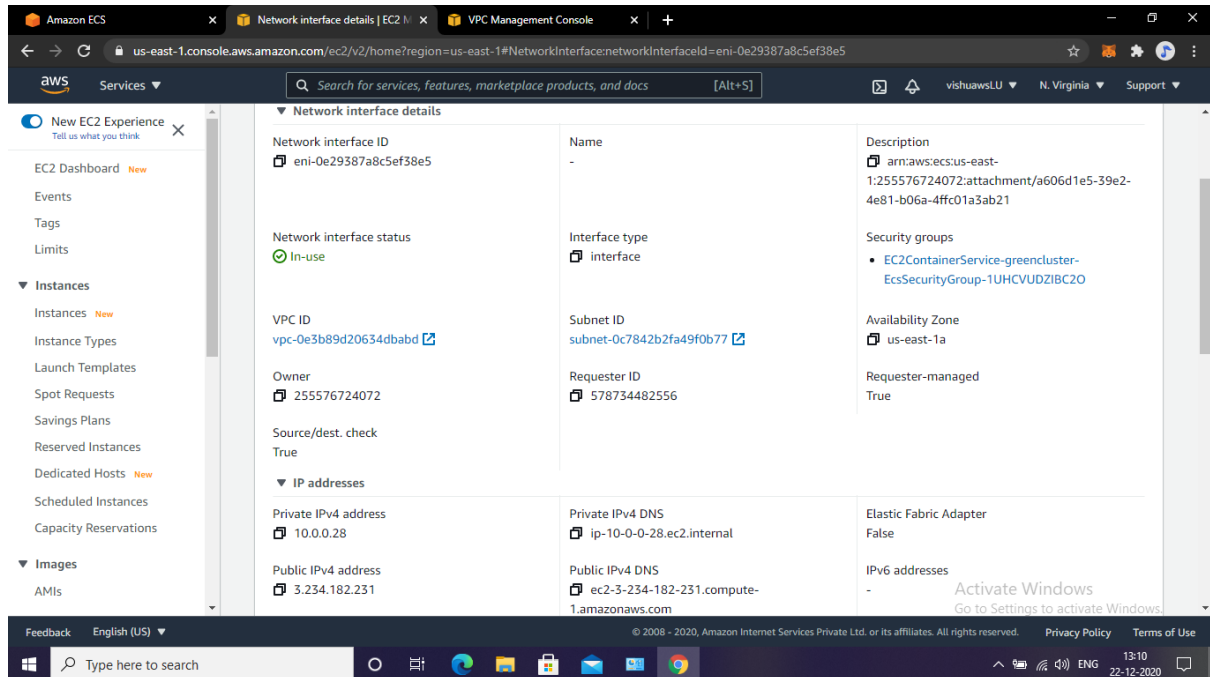 Amazon ECS
Network interface details | EC2 M
VPC Management Console
us-east-1.console.aws.amazon.com/ec2/v2/home?region=us-east-1#NetworkInterface:networkInterfaceId=eni-0e29387a8c5ef38e5
aws
Services ▼
Search for services, features, marketplace products, and docs [Alt+S]
vishuawsLU ▼
N. Virginia ▼
Support ▼
New EC2 Experience
Tell us what you think
EC2 Dashboard New
Events
Tags
Limits
▼ Instances
Instances New
Instance Types
Launch Templates
Spot Requests
Savings Plans
Reserved Instances
Dedicated Hosts New
Scheduled Instances
Capacity Reservations
▼ Images
AMIs
▼ Network interface details
Network interface ID
eni-0e29387a8c5ef38e5
Name
-
Description
arn:aws:ecs:us-east-
1:255576724072:attachment/a606d1e5-39e2-
4e81-b06a-4ffc01a3ab21
Network interface status
In-use
Interface type
interface
Security groups
• EC2ContainerService-greencluster-
EcsSecurityGroup-1UHCVUDZIBC2O
VPC ID
vpc-0e3b89d20634dbabd
Subnet ID
subnet-0c7842b2fa49f0b77
Availability Zone
us-east-1a
Owner
255576724072
Requester ID
578734482556
Requester-managed
True
Source/dest. check
True
▼ IP addresses
Private IPv4 address
10.0.0.28
Private IPv4 DNS
ip-10-0-0-28.ec2.internal
Elastic Fabric Adapter
False
Public IPv4 address
3.234.182.231
Public IPv4 DNS
ec2-3-234-182-231.compute-
1.amazonaws.com
IPv6 addresses
-
Activate Windows
Go to Settings to activate Windows.
Feedback
English (US) ▼
© 2008 - 2020, Amazon Internet Services Private Ltd. or its affiliates. All rights reserved.
Privacy Policy
Terms of Use
Type here to search
ENG
13:10
22-12-2020